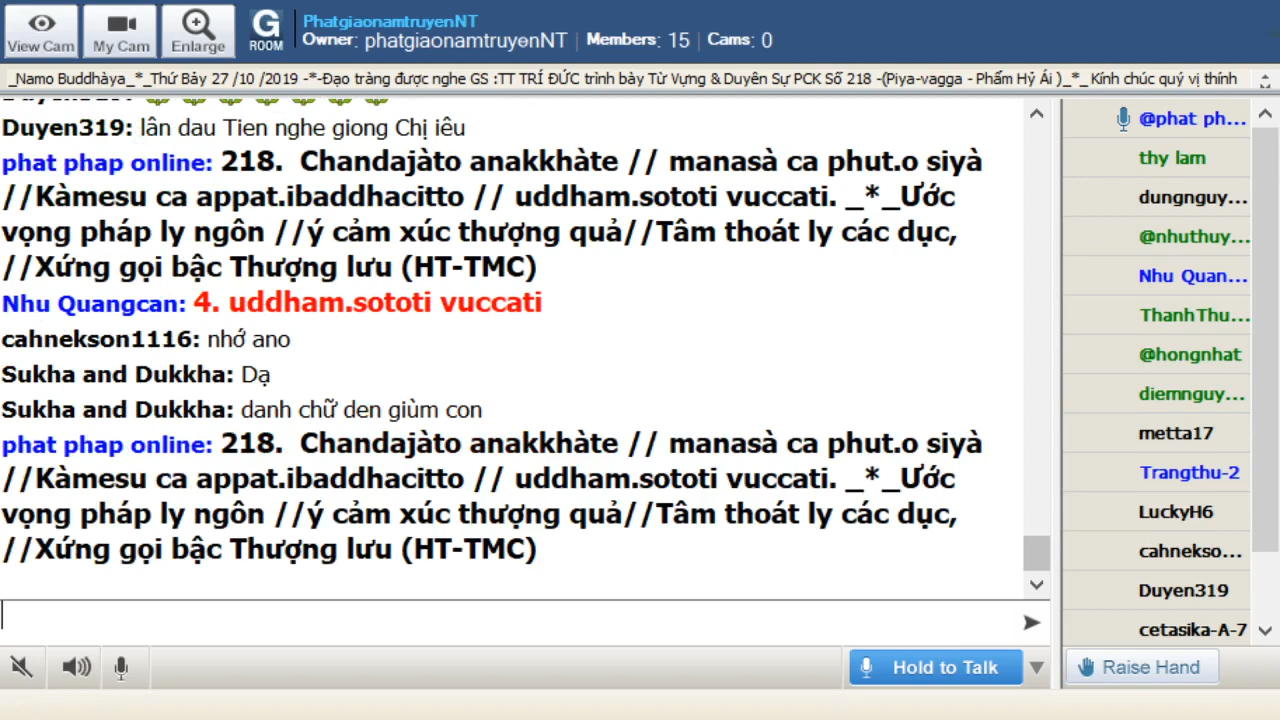 View Cam
My Cam
Enlarge
G
ROOM
PhatgiaonamtruyenNT
Owner: phatgiaonamtruyenNT | Members: 15 | Cams: 0
_Namo Buddhàya_*_Thứ Bảy 27 /10 /2019 -*-Đạo tràng được nghe GS :TT TRÍ ĐỨC trình bày Từ Vựng & Duyên Sự PCK Số 218 -(Piya-vagga - Phẩm Hỷ Ái )_*_ Kính chúc quý vị thính
Duyen319: lân dau Tien nghe giong Chị iêu
phat phap online: 218. Chandajàto anakkhàte // manasà ca phut.o siyà
//Kàmesu ca appat.ibaddhacitto // uddham.sototi vuccati. _*_Ước
vọng pháp ly ngôn //ý cảm xúc thượng quả//Tâm thoát ly các dục,
//Xứng gọi bậc Thượng lưu (HT-TMC)
Nhu Quangcan: 4. uddham.sototi vuccati
cahnekson1116: nhớ ano
Sukha and Dukkha: Dạ
Sukha and Dukkha: danh chữ den giùm con
phat phap online: 218. Chandajàto anakkhàte // manasà ca phut.o siyà
//Kàmesu ca appat.ibaddhacitto // uddham.sototi vuccati. _*_Ước
vọng pháp ly ngôn //ý cảm xúc thượng quả//Tâm thoát ly các dục,
//Xứng gọi bậc Thượng lưu (HT-TMC)
@phat ph...
thy lam
dungnguy...
@nhuthuy...
Nhu Quan...
ThanhThu...
@hongnhat
diemnguy...
metta17
Trangthu-2
LuckyH6
cahnekso...
Duyen319
cetasika-A-7
Hold to Talk
Raise Hand